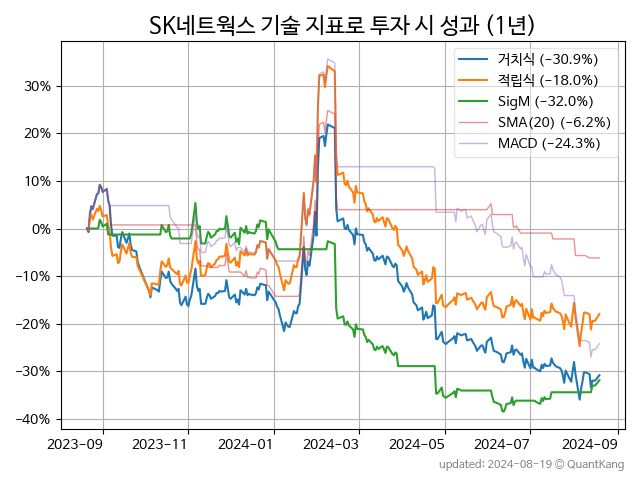 SK네트웍스 기술 지표로 투자 시 성과 (1년)
거치식 (−30.9%)
적립식 (−18.0%)
SigM (−32.0%)
SMA(20) (−6.2%)
MACD (−24.3%)
30%
20%
10%
0%
−10%
−20%
−30%
−40%
2023-09 2023-11 2024-01 2024-03 2024-05 2024-07 2024-09
updated: 2024-08-19 © QuantKang